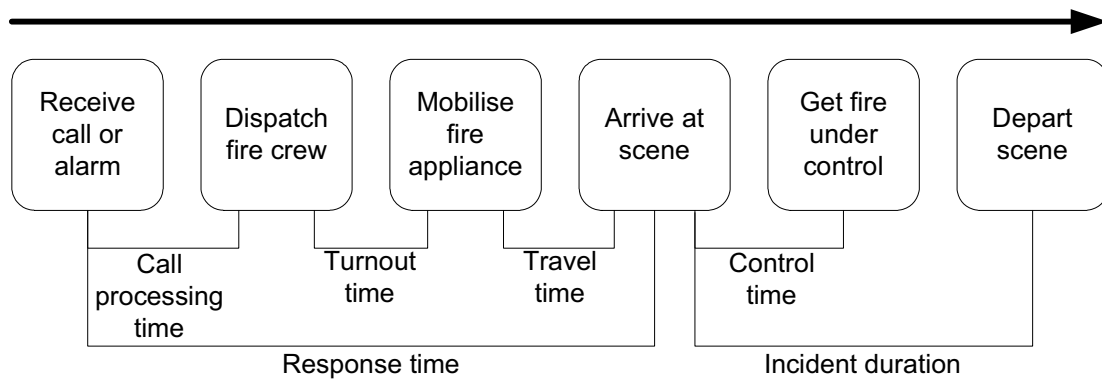 Receive
call or
alarm
Dispatch
fire crew
Mobilise
fire
appliance
Arrive at
scene
Get fire
under
control
Depart
scene
Call
processing
time
Turnout
time
Travel
time
Control
time
Response time
Incident duration